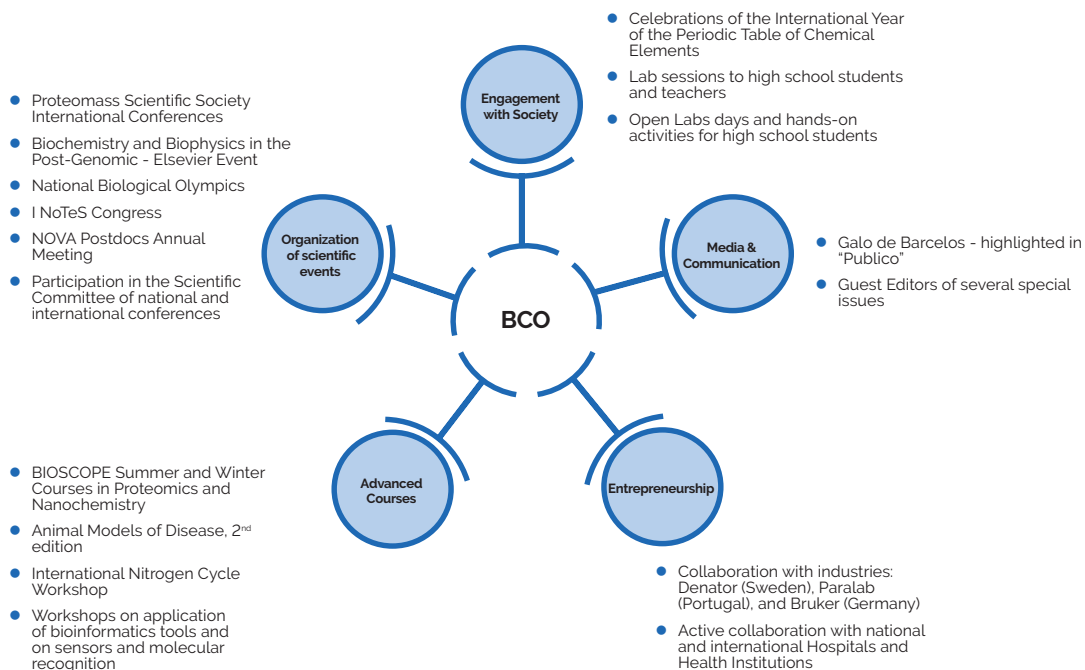 Celebrations of the International Year
of the Periodic Table of Chemical
Elements
Lab sessions to high school students
and teachers
Open Labs days and hands-on
activities for high school students
Engagement
with Society
Proteomass Scientific Society
International Conferences
Biochemistry and Biophysics in the
Post-Genomic - Elsevier Event
National Biological Olympics
I NoTeS Congress
NOVA Postdocs Annual
Meeting
Participation in the Scientific
Committee of national and
international conferences
Organization
of scientific
events
Media &
Communication
Galo de Barcelos - highlighted in
“Publico”
Guest Editors of several special
issues
BCO
Advanced
Courses
Entrepreneurship
BIOSCOPE Summer and Winter
Courses in Proteomics and
Nanochemistry
Animal Models of Disease, 2nd
edition
International Nitrogen Cycle
Workshop
Workshops on application
of bioinformatics tools and
on sensors and molecular
recognition
Collaboration with industries:
Denator (Sweden), Paralab
(Portugal), and Bruker (Germany)
Active collaboration with national
and international Hospitals and
Health Institutions